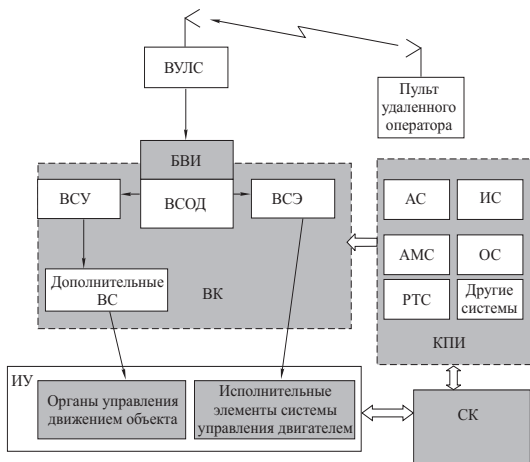 ВУЛС
Пульт
удаленного
оператора
БВИ
ВСУ
ВСОД
ВСЭ
Дополнительные
ВС
ВК
АС
ИС
АМС
ОС
РТС
Другие
системы
КПИ
ИУ
Органы управления
движением объекта
Исполнительные
элементы системы
управления двигателем
СК